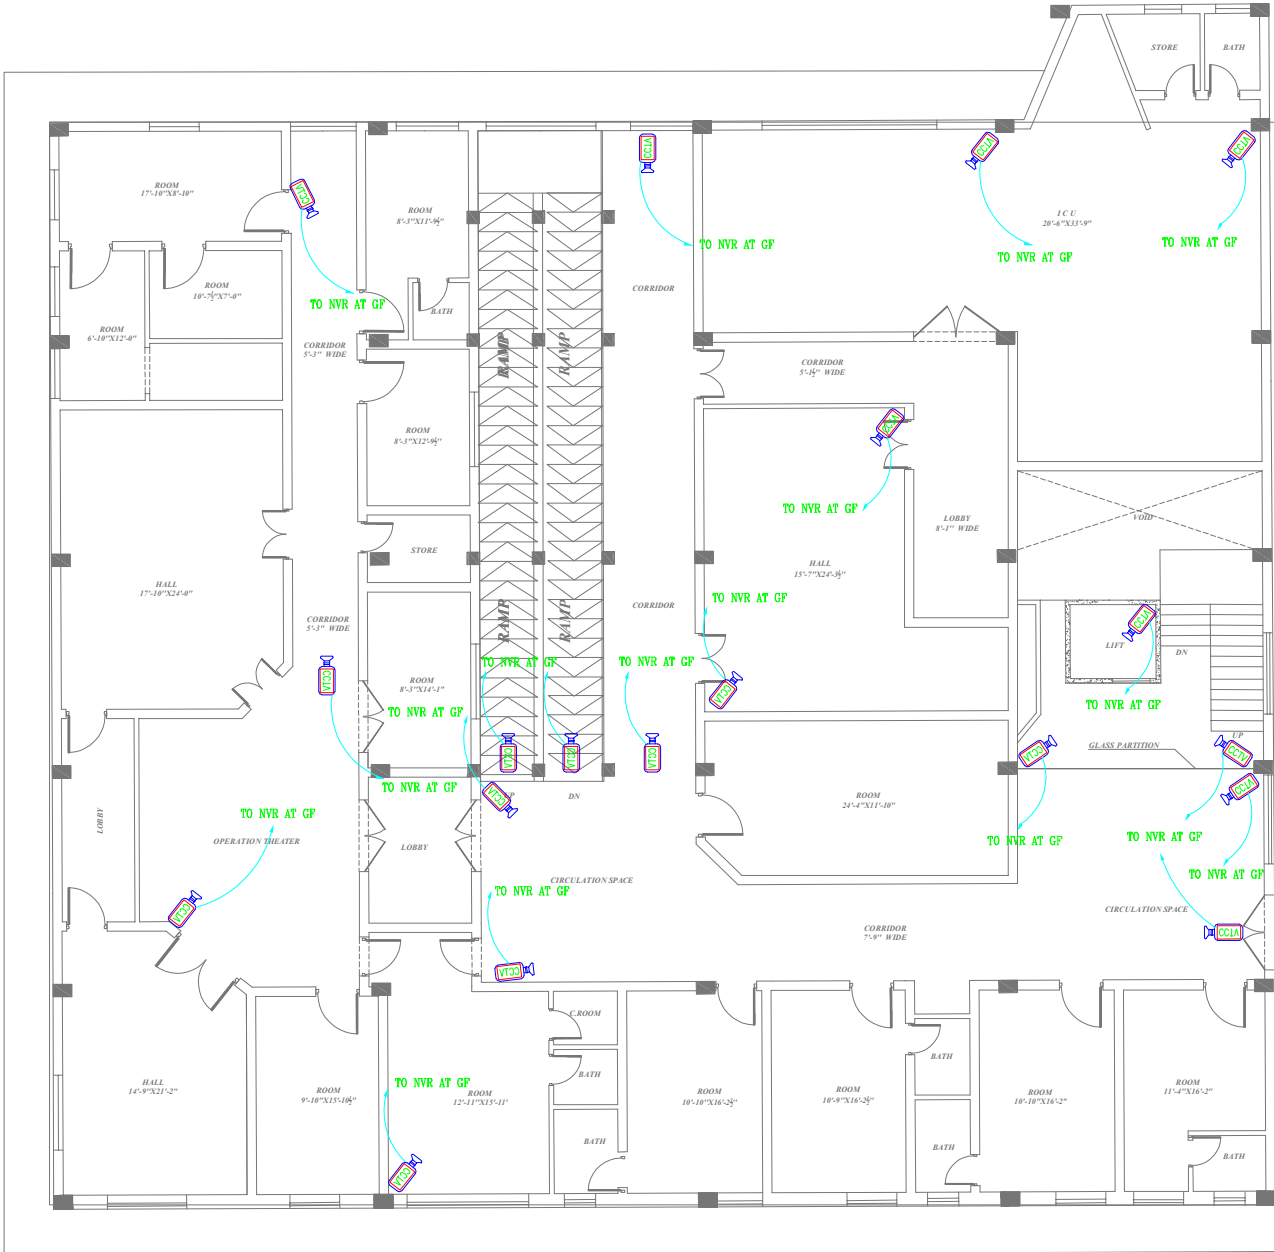 STORE
BATH
CCTV
CCTV
CCTV
ROOM
17'-10"X8'-10"
CCTV
ROOM
8'-3"X11'-9½"
I C U
20'-6"X33'-9"
TO NVR AT GF
TO NVR AT GF
TO NVR AT GF
ROOM
10'-7½"X7'-0"
CORRIDOR
TO NVR AT GF
BATH
ROOM
6'-10"X12'-0"
CORRIDOR
5'-3" WIDE
RAMP
RAMP
CORRIDOR
5'-1½" WIDE
CCTV
ROOM
8'-3"X12'-9½"
TO NVR AT GF
VOID
LOBBY
8'-1" WIDE
STORE
HALL
15'-7"X24'-3½"
HALL
17'-10"X24'-0"
TO NVR AT GF
CORRIDOR
CORRIDOR
5'-3" WIDE
RAMP
RAMP
CCTV
LIFT
DN
TO NVR AT GF
TO NVR AT GF
CCTV
ROOM
8'-3"X14'-1"
CCTV
TO NVR AT GF
TO NVR AT GF
UP
GLASS PARTITION
CCTV
CCTV
CCTV
CCTV
CCTV
TO NVR AT GF
CCTV
UP
DN
CCTV
ROOM
24'-4"X11'-10"
TO NVR AT GF
LOBBY
OPERATION THEATER
LOBBY
TO NVR AT GF
TO NVR AT GF
TO NVR AT GF
CIRCULATION SPACE
TO NVR AT GF
CCTV
CIRCULATION SPACE
CORRIDOR
7'-9" WIDE
CCTV
CCTV
C.ROOM
BATH
BATH
HALL
14'-9"X21'-2"
ROOM
9'-10"X15'-10½"
TO NVR AT GF
ROOM
12'-11"X15'-11'
ROOM
10'-10"X16'-2½"
ROOM
10'-9"X16'-2½"
ROOM
10'-10"X16'-2"
ROOM
11'-4"X16'-2"
BATH
BATH
BATH
CCTV